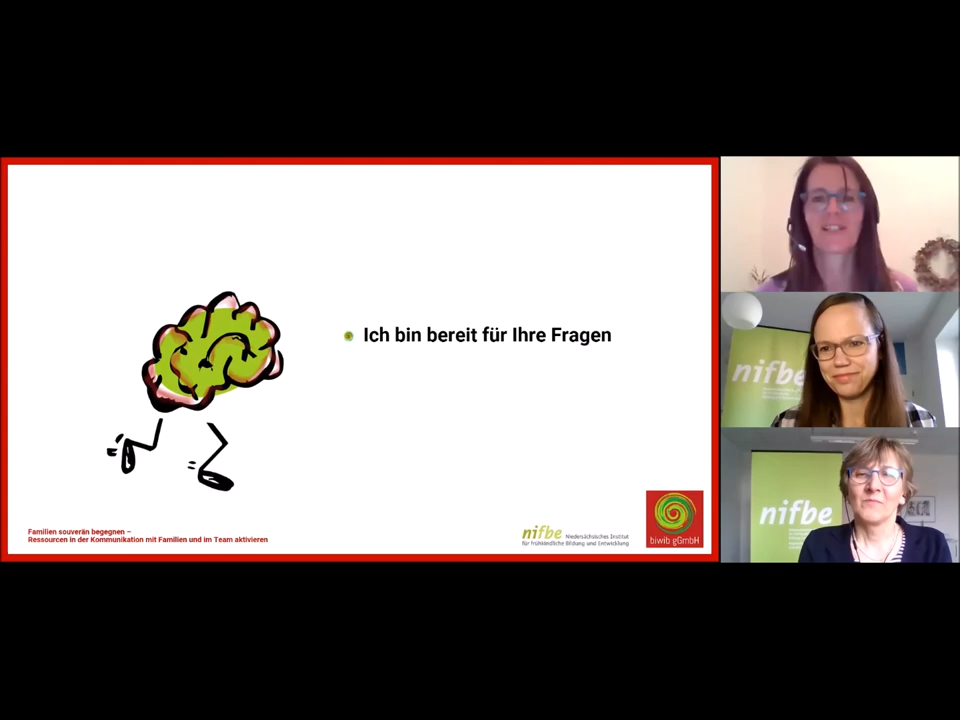 Ich bin bereit für Ihre Fragen
Familien souverän begegnen –
Ressourcen in der Kommunikation mit Familien und im Team aktivieren
nifbe Niedersächsisches Institut
für frühkindliche Bildung und Entwicklung
biwib gGmbH
nifbe
nifbe